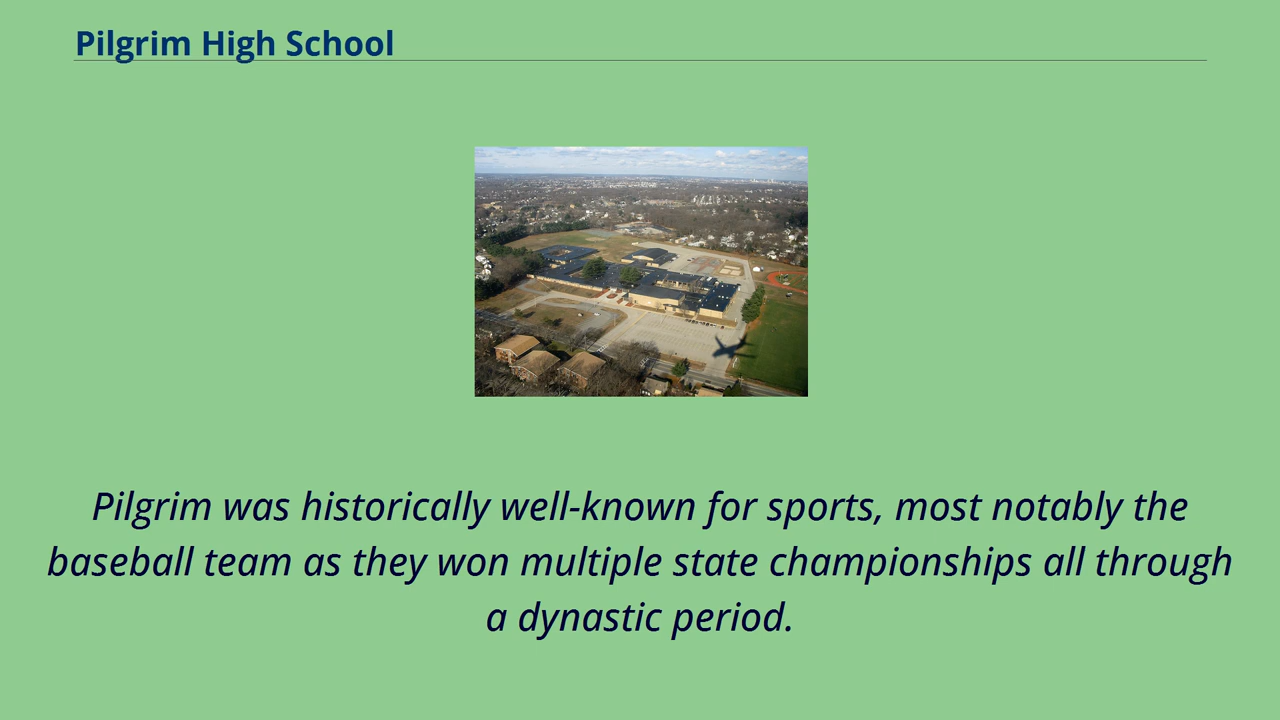 Pilgrim High School
Pilgrim was historically well-known for sports, most notably the
baseball team as they won multiple state championships all through
a dynastic period.